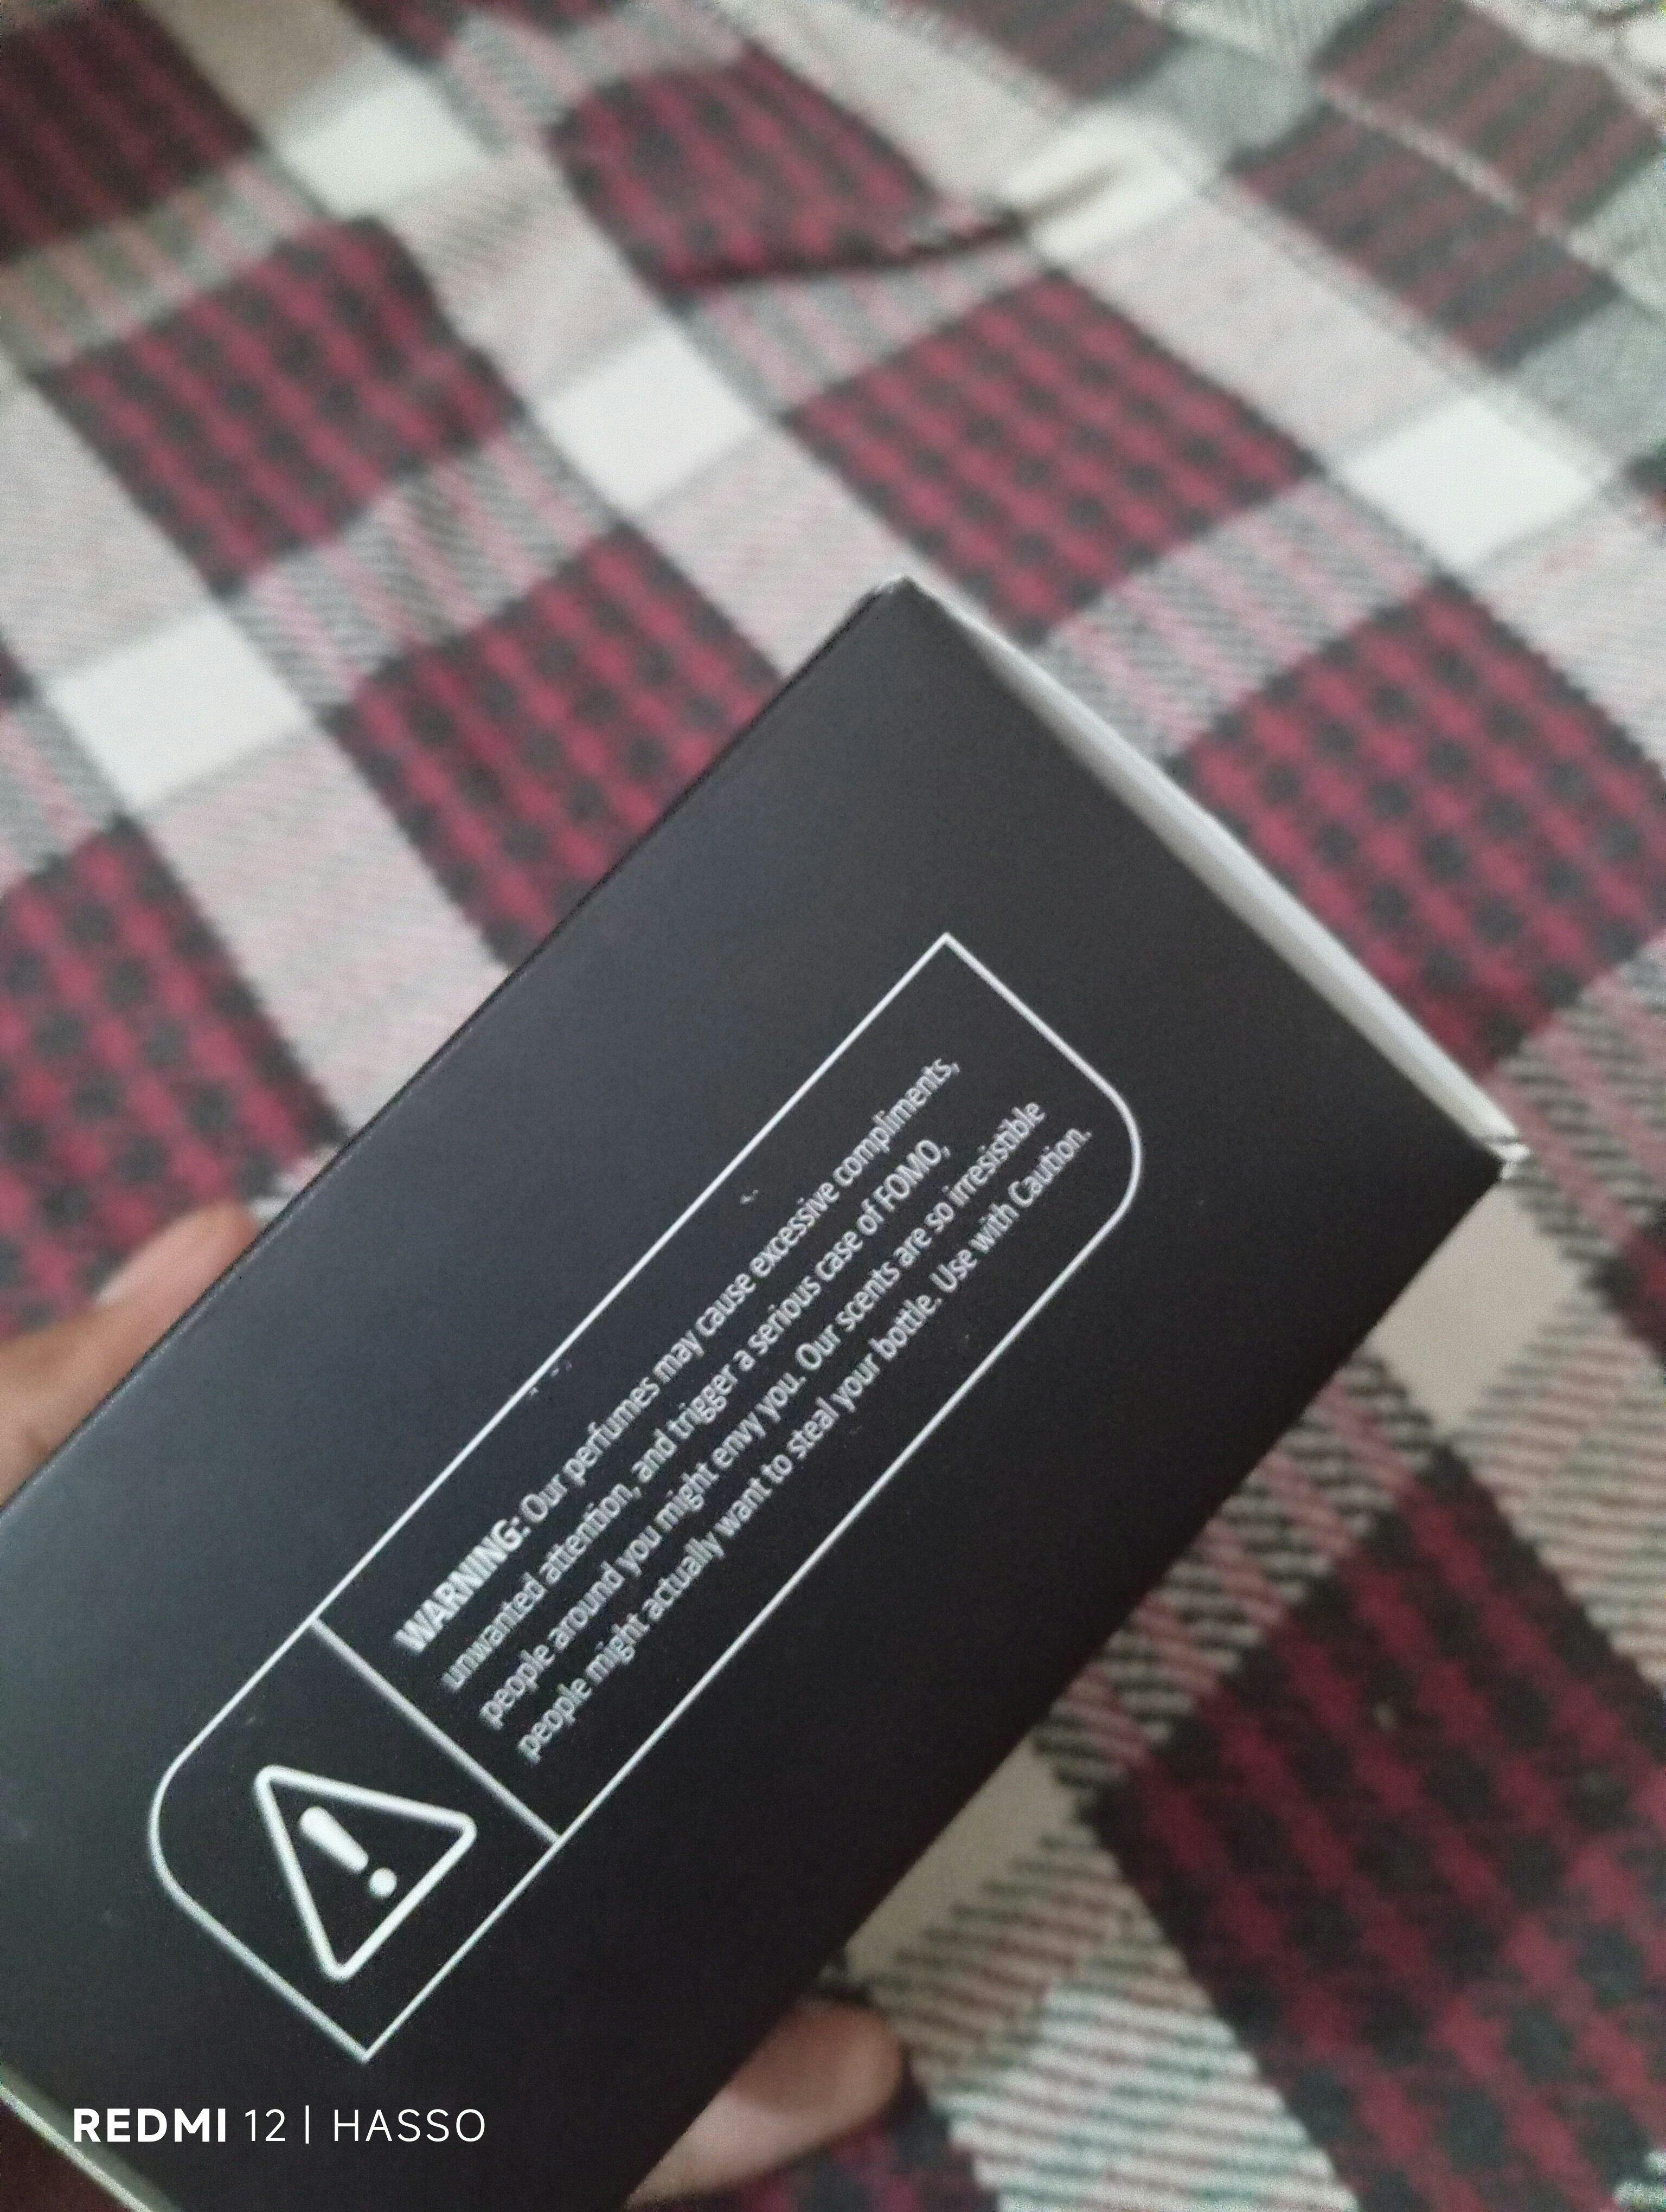 WARNING: Our perfumes may cause excessive compliments,
unwanted attention, and trigger a serious case of FOMO,
people around you might envy you. Our scents are so irresistible
people might actually want to steal your bottle. Use with Caution.
REDMI 12 | HASSO